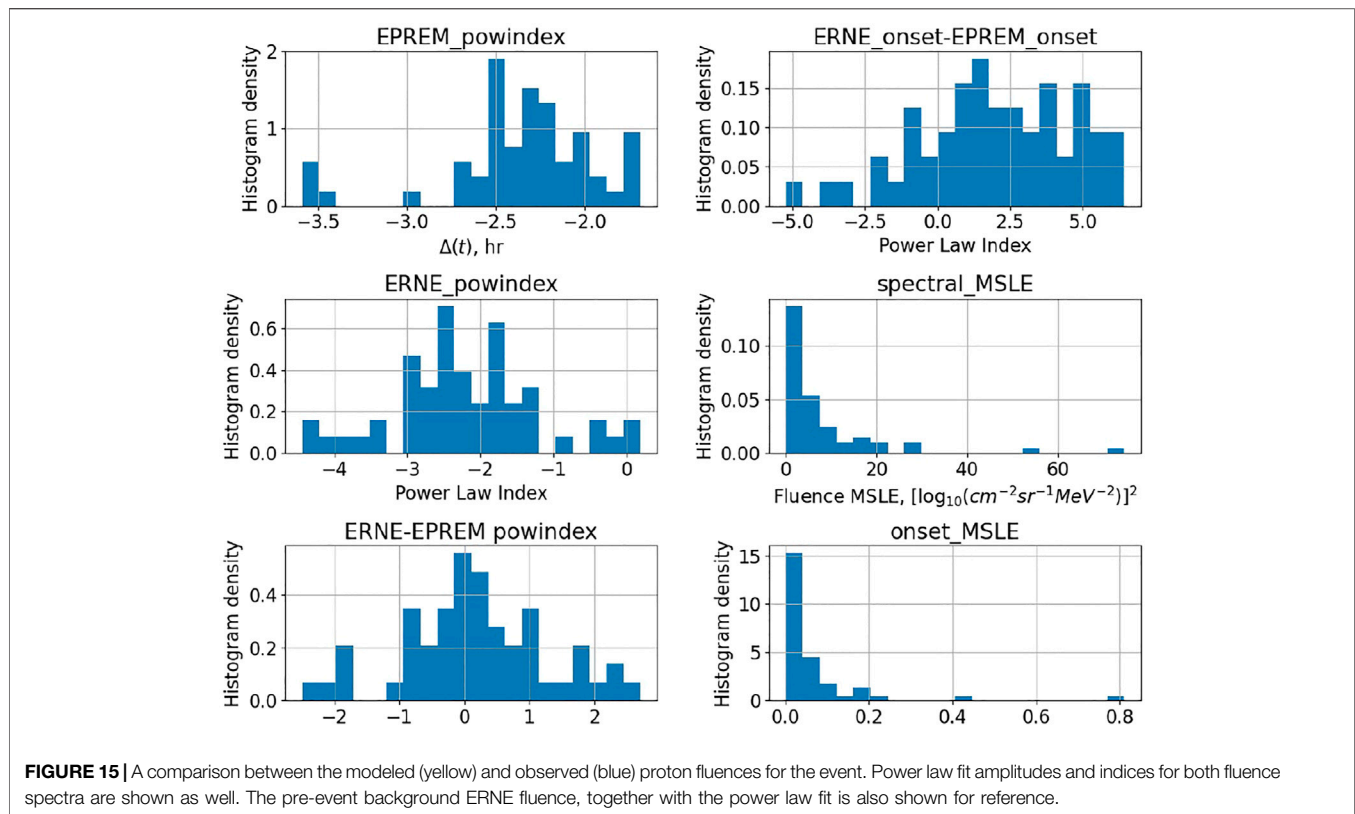 EPREM_powindex
Histogram density
2
1
0
−3.5 −3.0 −2.5 −2.0
Δ(t), hr
ERNE_onset-EPREM_onset
Histogram density
0.15
0.10
0.05
0.00
−5.0 −2.5 0.0 2.5 5.0
Power Law Index
ERNE_powindex
Histogram density
0.6
0.4
0.2
0.0
−4 −3 −2 −1 0
Power Law Index
spectral_MSLE
Histogram density
0.10
0.05
0.00
0 20 40 60
Fluence MSLE, [log₁₀(cm⁻²sr⁻¹MeV⁻²)]²
ERNE-EPREM powindex
Histogram density
0.4
0.2
0.0
−2 −1 0 1 2
onset_MSLE
Histogram density
15
10
5
0
0.0 0.2 0.4 0.6 0.8
FIGURE 15 | A comparison between the modeled (yellow) and observed (blue) proton fluences for the event. Power law fit amplitudes and indices for both fluence
spectra are shown as well. The pre-event background ERNE fluence, together with the power law fit is also shown for reference.